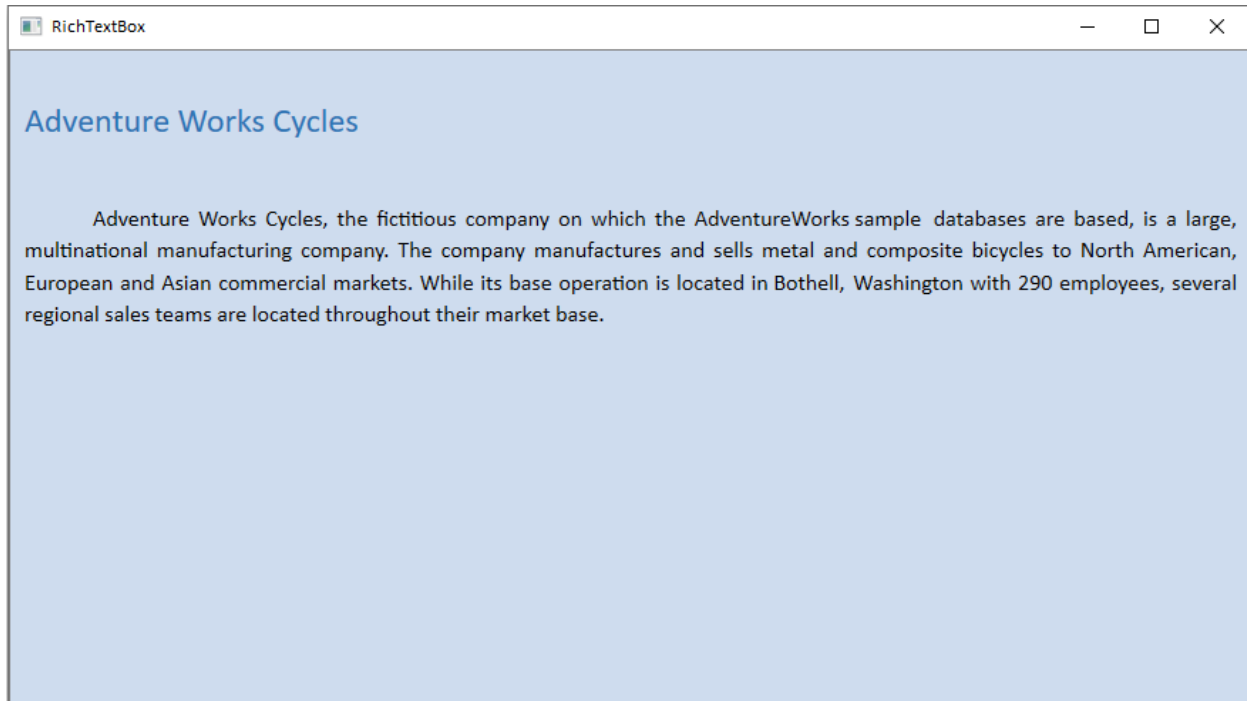 RichTextBox
Adventure Works Cycles
Adventure Works Cycles, the fictitious company on which the AdventureWorks sample databases are based, is a large,
multinational manufacturing company. The company manufactures and sells metal and composite bicycles to North American,
European and Asian commercial markets. While its base operation is located in Bothell, Washington with 290 employees, several
regional sales teams are located throughout their market base.